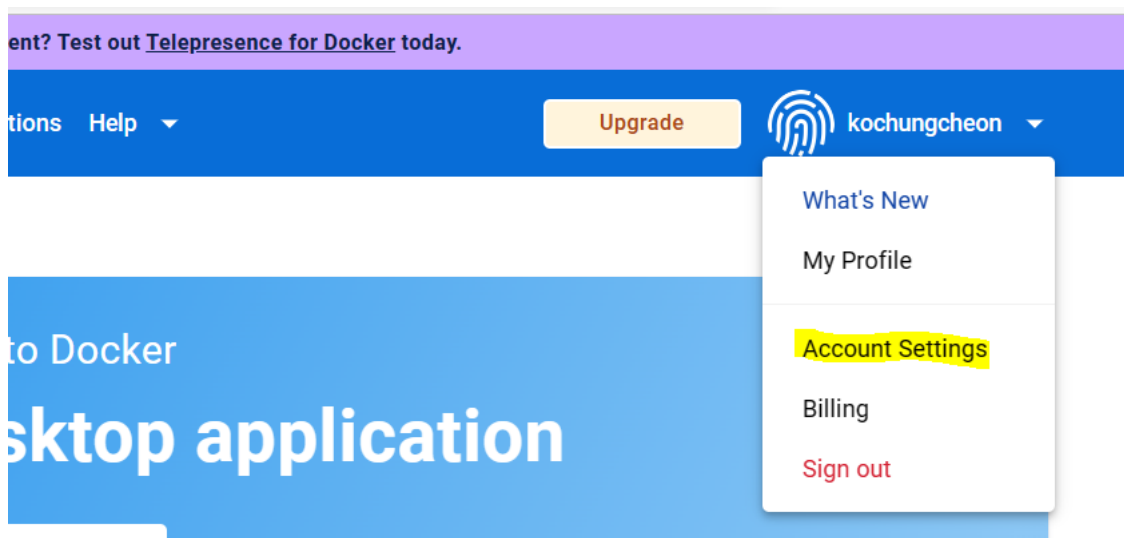 ent? Test out Telepresence for Docker today.
tions Help Upgrade kochungcheon
What's New
My Profile
Account Settings
Billing
Sign out
to Docker
sktop application